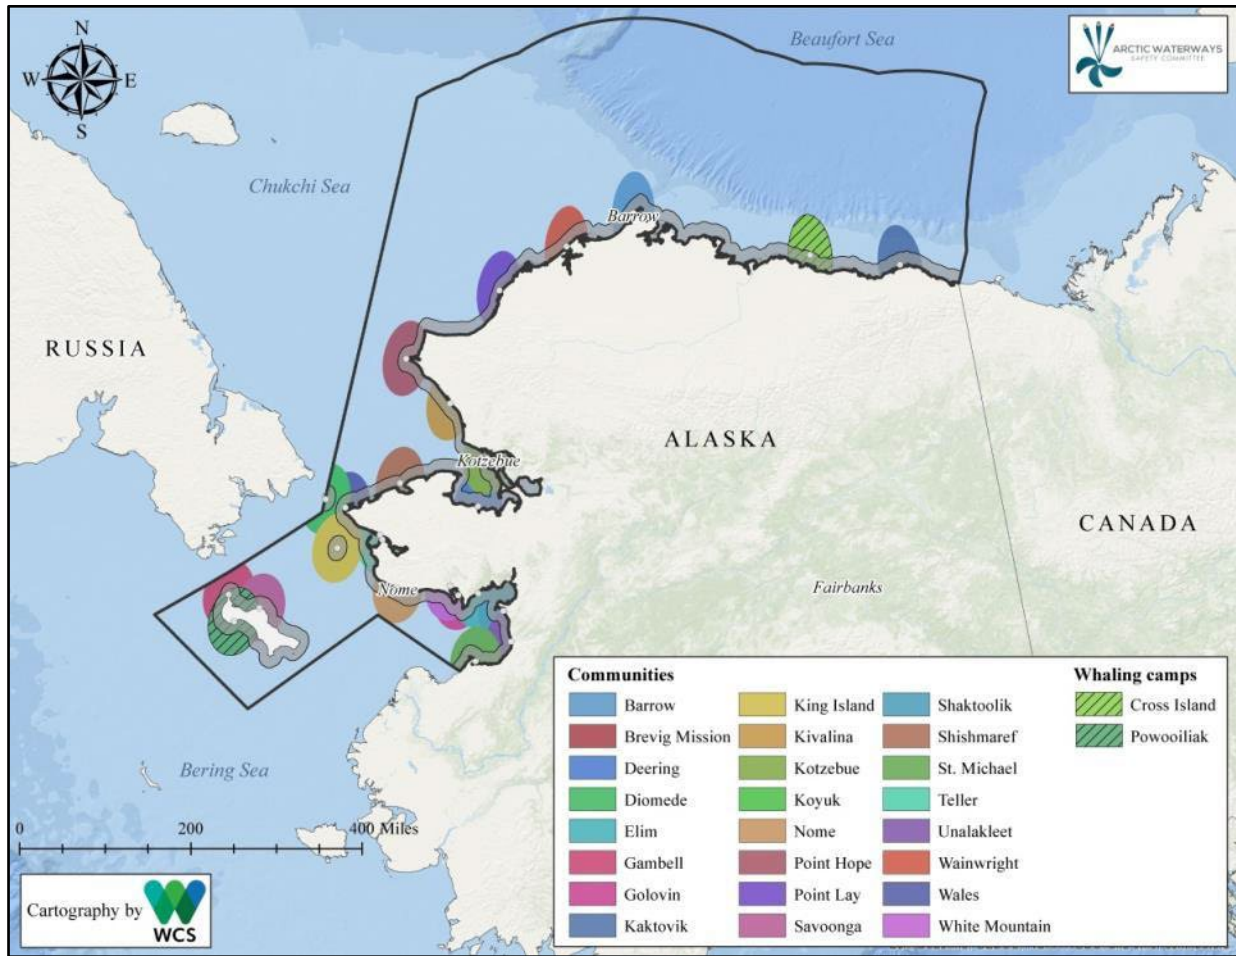 N
W E
S
Beaufort Sea
ARCTIC WATERWAYS
SAFETY COMMITTEE
Chukchi Sea
Barrow
RUSSIA
ALASKA
Kotzebue
CANADA
Nome
Fairbanks
Bering Sea
0 200 400 Miles
Cartography by
WCS
Communities
Barrow
Brevig Mission
Deering
Diomede
Elim
Gambell
Golovin
Kaktovik
King Island
Kivalina
Kotzebue
Koyuk
Nome
Point Hope
Point Lay
Savoonga
Shaktoolik
Shishmaref
St. Michael
Teller
Unalakleet
Wainwright
Wales
White Mountain
Whaling camps
Cross Island
Powooiliak